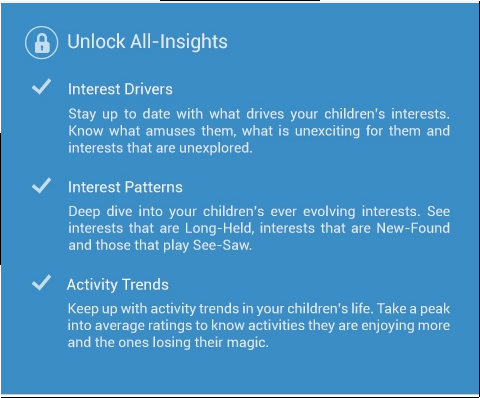 Unlock All-Insights
Interest Drivers
Stay up to date with what drives your children's interests.
Know what amuses them, what is unexciting for them and
interests that are unexplored.
Interest Patterns
Deep dive into your children's ever evolving interests. See
interests that are Long-Held, interests that are New-Found
and those that play See-Saw.
Activity Trends
Keep up with activity trends in your children's life. Take a peak
into average ratings to know activities they are enjoying more
and the ones losing their magic.